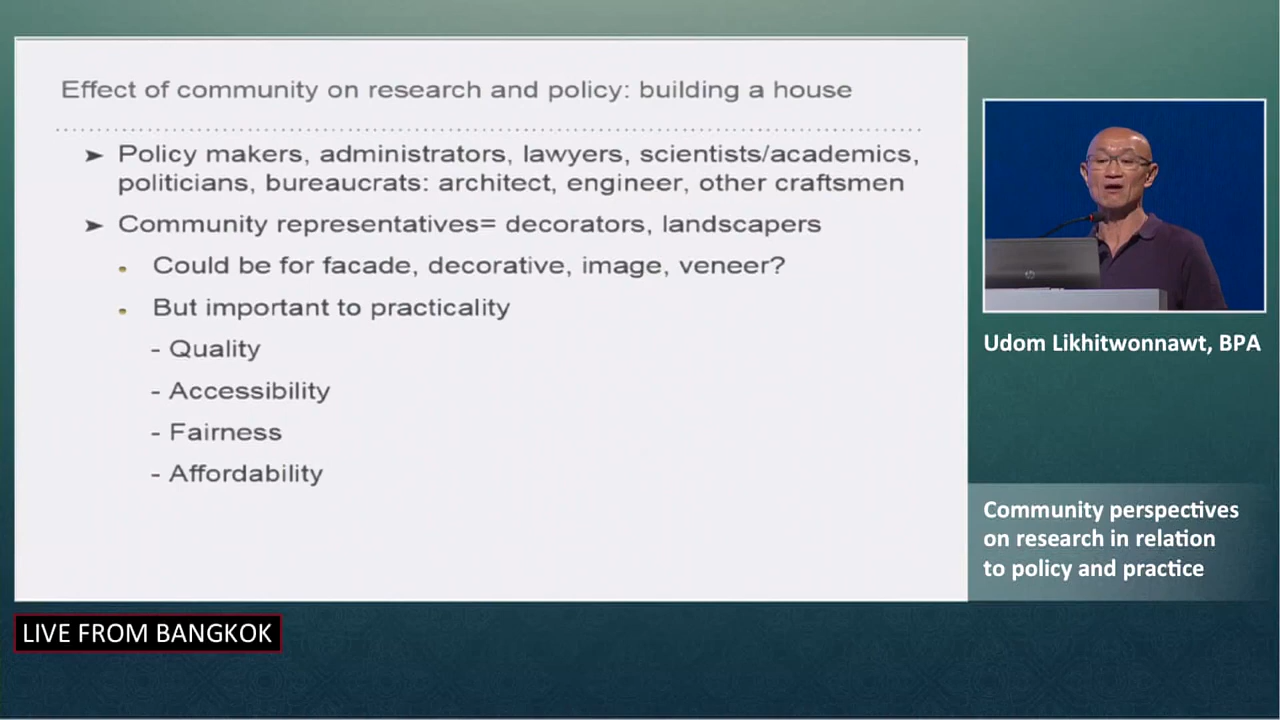 Effect of community on research and policy: building a house
➤ Policy makers, administrators, lawyers, scientists/academics,
politicians, bureaucrats: architect, engineer, other craftsmen
➤ Community representatives= decorators, landscapers
• Could be for facade, decorative, image, veneer?
• But important to practicality
- Quality
- Accessibility
- Fairness
- Affordability
Udom Likhitwonnawt, BPA
Community perspectives
on research in relation
to policy and practice
LIVE FROM BANGKOK